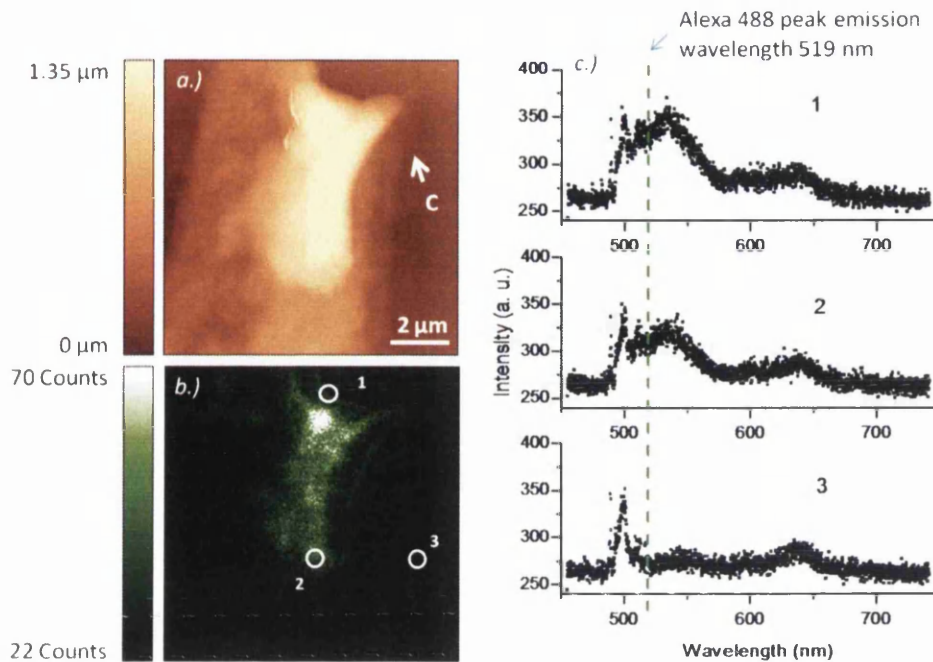 Alexa 488 peak emission
wavelength 519 nm
1.35 µm
a.)
C
2 µm
0 µm
70 Counts
b.)
1
2
3
22 Counts
c.)
400
350
300
250
1
500
600
700
400
350
300
250
2
500
600
700
400
350
300
250
3
500
600
700
Intensity (a. u.)
Wavelength (nm)